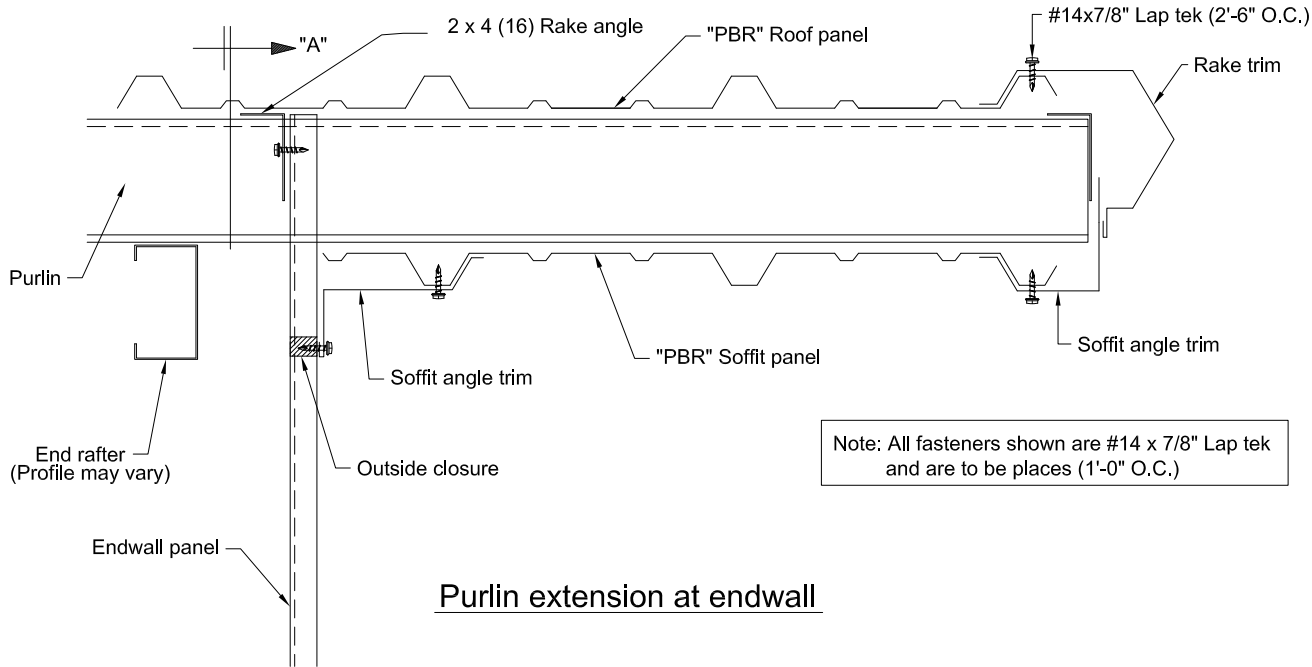 #14x7/8" Lap tek (2'-6" O.C.)
2 x 4 (16) Rake angle
"PBR" Roof panel
"A"
Rake trim
Purlin
"PBR" Soffit panel
Soffit angle trim
Soffit angle trim
End rafter
(Profile may vary)
Outside closure
Note: All fasteners shown are #14 x 7/8" Lap tek
and are to be places (1'-0" O.C.)
Endwall panel
Purlin extension at endwall